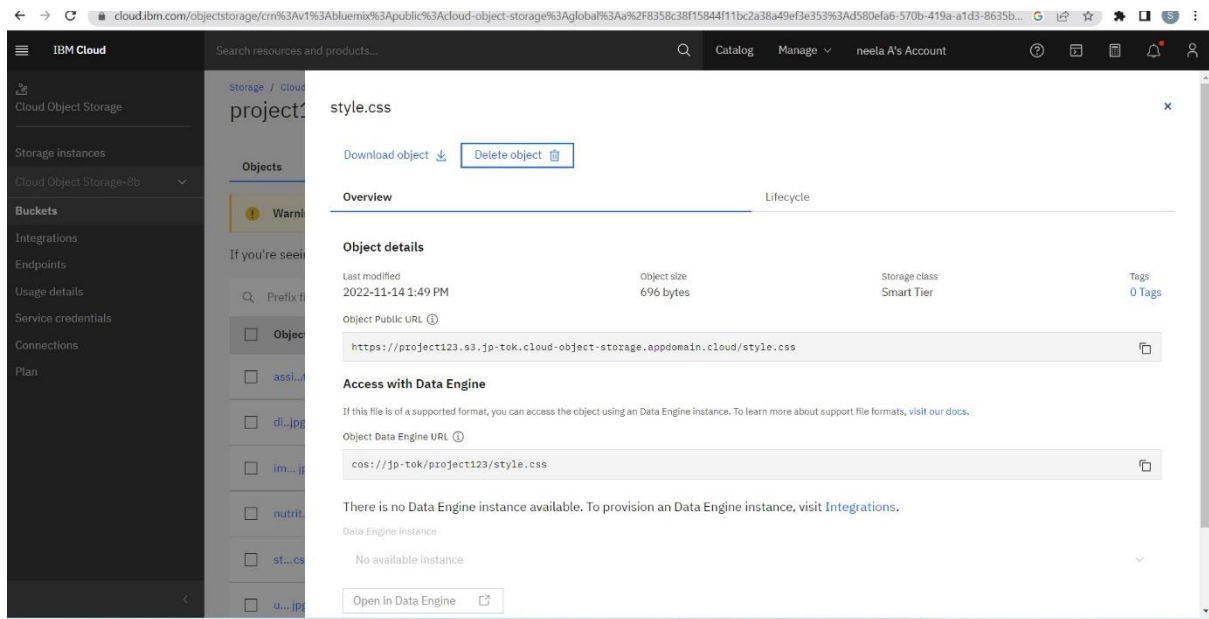 cloud.ibm.com/objectstorage/crn%3Av1%3Abluemix%3Apublic%3Acloud-object-storage%3Aglobal%3Aa%2F8358c38f15844f11bc2a38a49ef3e353%3Ad580efa6-570b-419a-a1d3-8635b...
IBM Cloud Search resources and products... Catalog Manage neela A's Account
Cloud Object Storage
Storage instances
Cloud Object Storage-8b
Buckets
Integrations
Endpoints
Usage details
Service credentials
Connections
Plan
Storage / Cloud
project1
Objects
Warni
If you're seei
Prefix fi
Objec
assi...
di...jpg
im... jp
nutrit.
st...cs
u... jpg
style.css
Download object Delete object
Overview Lifecycle
Object details
Last modified Object size Storage class Tags
2022-11-14 1:49 PM 696 bytes Smart Tier 0 Tags
Object Public URL
https://project123.s3.jp-tok.cloud-object-storage.appdomain.cloud/style.css
Access with Data Engine
If this file is of a supported format, you can access the object using an Data Engine instance. To learn more about support file formats, visit our docs.
Object Data Engine URL
cos://jp-tok/project123/style.css
There is no Data Engine instance available. To provision an Data Engine instance, visit Integrations.
Data Engine instance
No available instance
Open in Data Engine